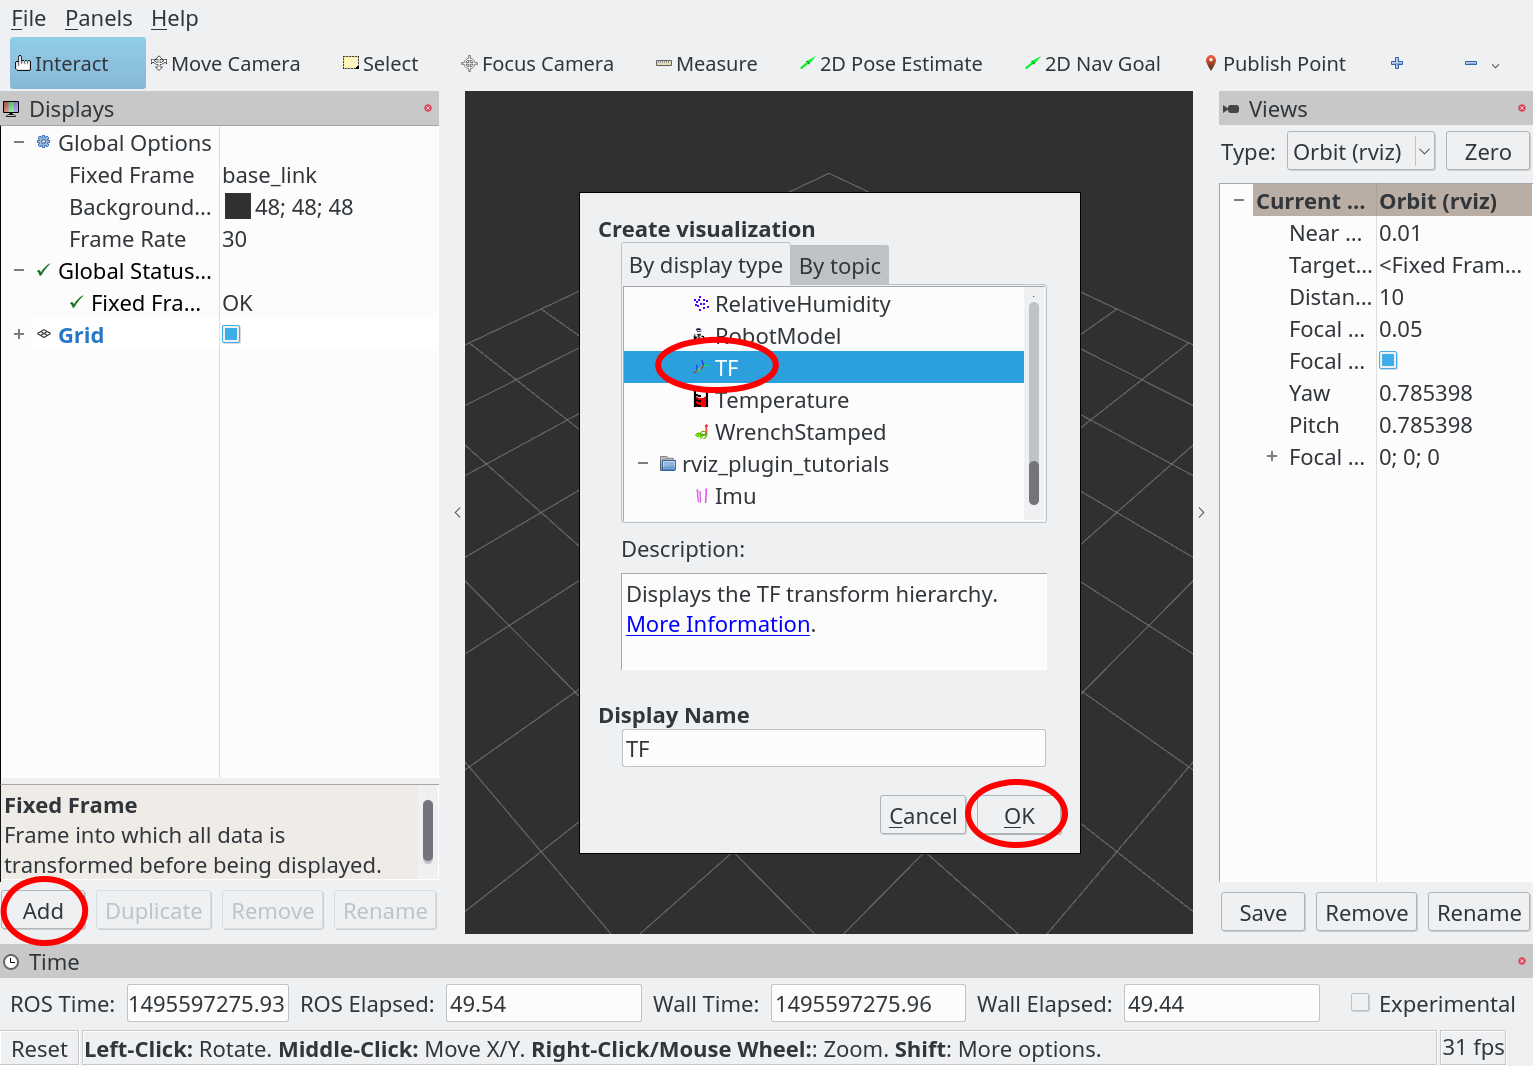 File Panels Help
Interact Move Camera Select Focus Camera Measure 2D Pose Estimate 2D Nav Goal Publish Point
Displays
Global Options
Fixed Frame base_link
Background... 48; 48; 48
Frame Rate 30
Global Status...
Fixed Fra... OK
Grid
Fixed Frame
Frame into which all data is
transformed before being displayed.
Add Duplicate Remove Rename
Create visualization
By display type By topic
RelativeHumidity
RobotModel
TF
Temperature
WrenchStamped
rviz_plugin_tutorials
Imu
Description:
Displays the TF transform hierarchy.
More Information.
Display Name
TF
Cancel OK
Views
Type: Orbit (rviz) Zero
Current ... Orbit (rviz)
Near ... 0.01
Target... <Fixed Fram...
Distan... 10
Focal ... 0.05
Focal ...
Yaw 0.785398
Pitch 0.785398
Focal ... 0; 0; 0
Save Remove Rename
Time
ROS Time: 1495597275.93 ROS Elapsed: 49.54 Wall Time: 1495597275.96 Wall Elapsed: 49.44 Experimental
Reset Left-Click: Rotate. Middle-Click: Move X/Y. Right-Click/Mouse Wheel:: Zoom. Shift: More options. 31 fps